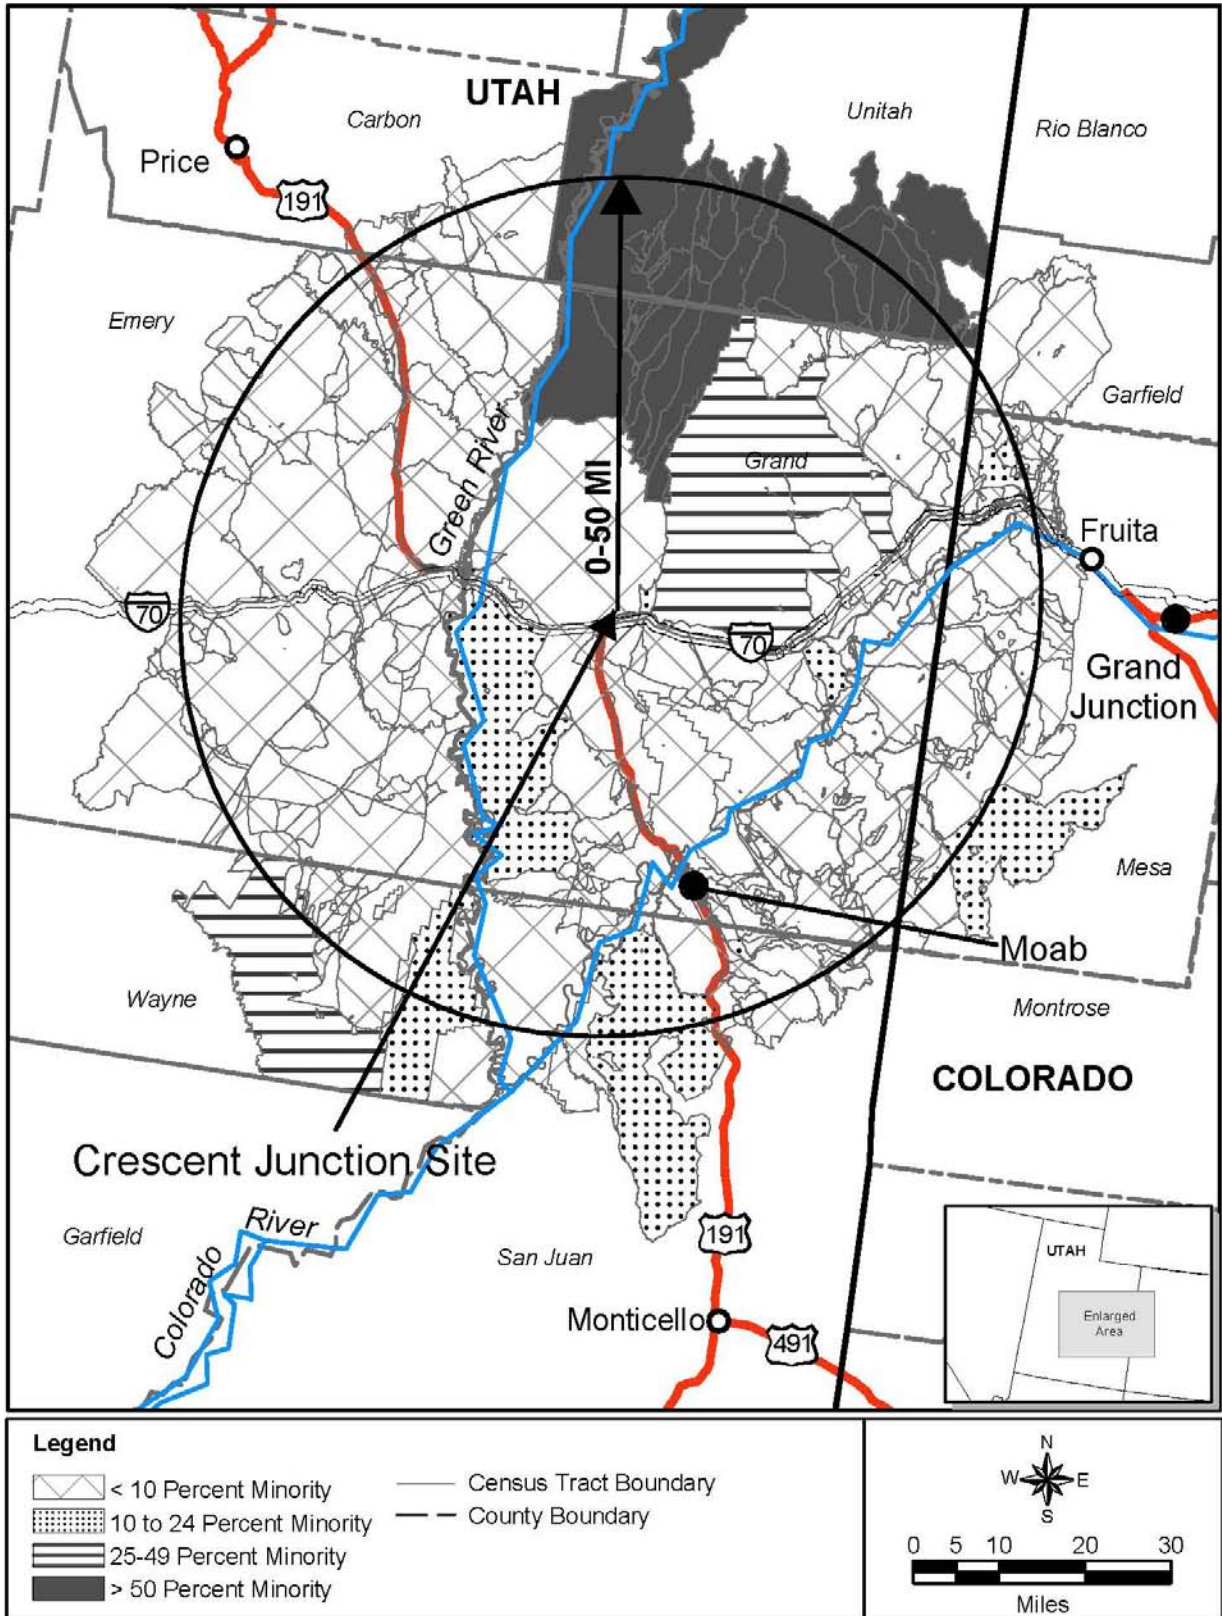 UTAH
Carbon
Unitah
Rio Blanco
Price
191
Emery
Garfield
Green River
0-50 MI
Grand
Fruita
70
70
Grand
Junction
Mesa
Moab
Wayne
Montrose
COLORADO
Crescent Junction Site
Garfield
River
Colorado
San Juan
191
Monticello
491
UTAH
Enlarged
Area
Legend
< 10 Percent Minority
10 to 24 Percent Minority
25-49 Percent Minority
> 50 Percent Minority
Census Tract Boundary
County Boundary
N
W E
S
0 5 10 20 30
Miles